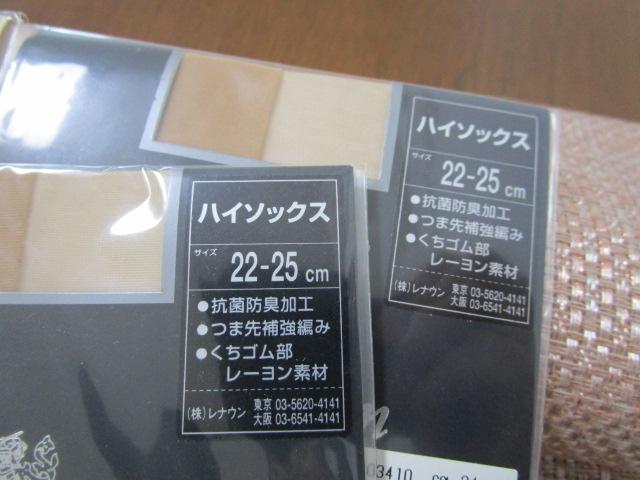 ハイソックス
サイズ
22-25 cm
●抗菌防臭加工
●つま先補強編み
●くちゴム部
レーヨン素材
(株)レナウン 東京 03-5620-4141
大阪 03-6541-4141
ハイソックス
サイズ
22-25 cm
●抗菌防臭加工
●つま先補強編み
●くちゴム部
レーヨン素材
(株)レナウン 東京 03-5620-4141
大阪 03-6541-4141
03410